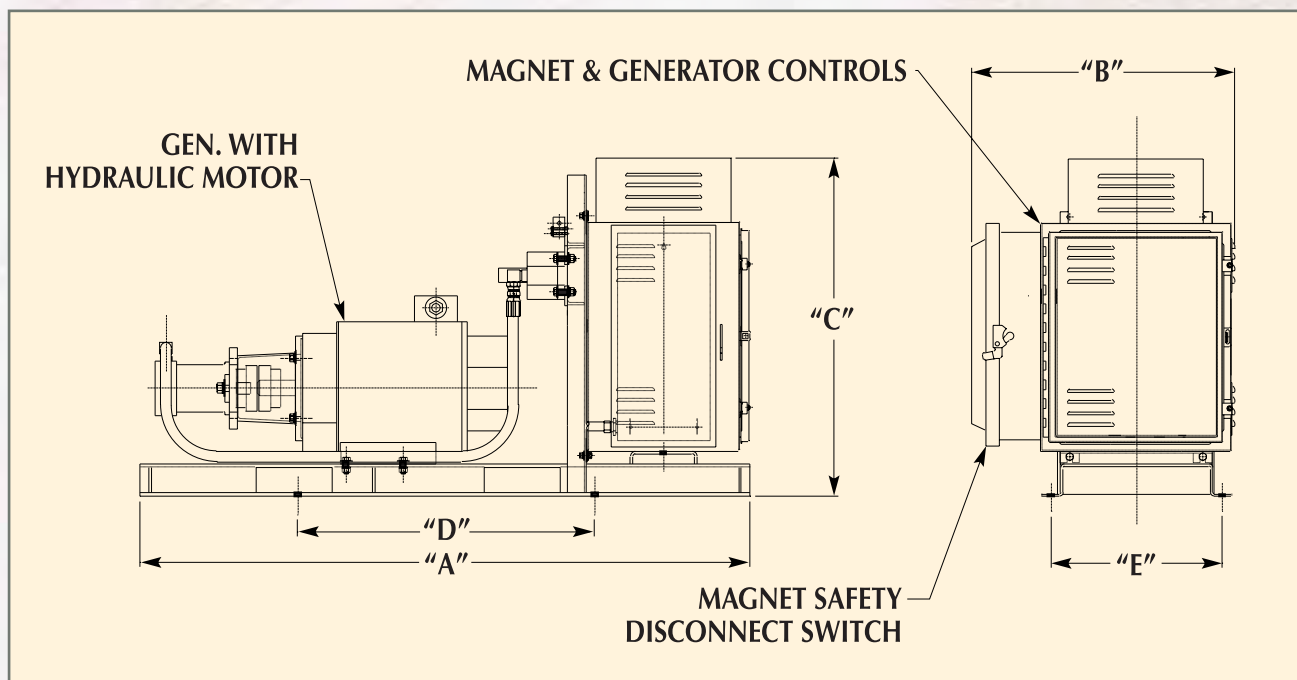 MAGNET & GENERATOR CONTROLS
“B”
GEN. WITH
HYDRAULIC MOTOR
“C”
“D”
“A”
“E”
MAGNET SAFETY
DISCONNECT SWITCH